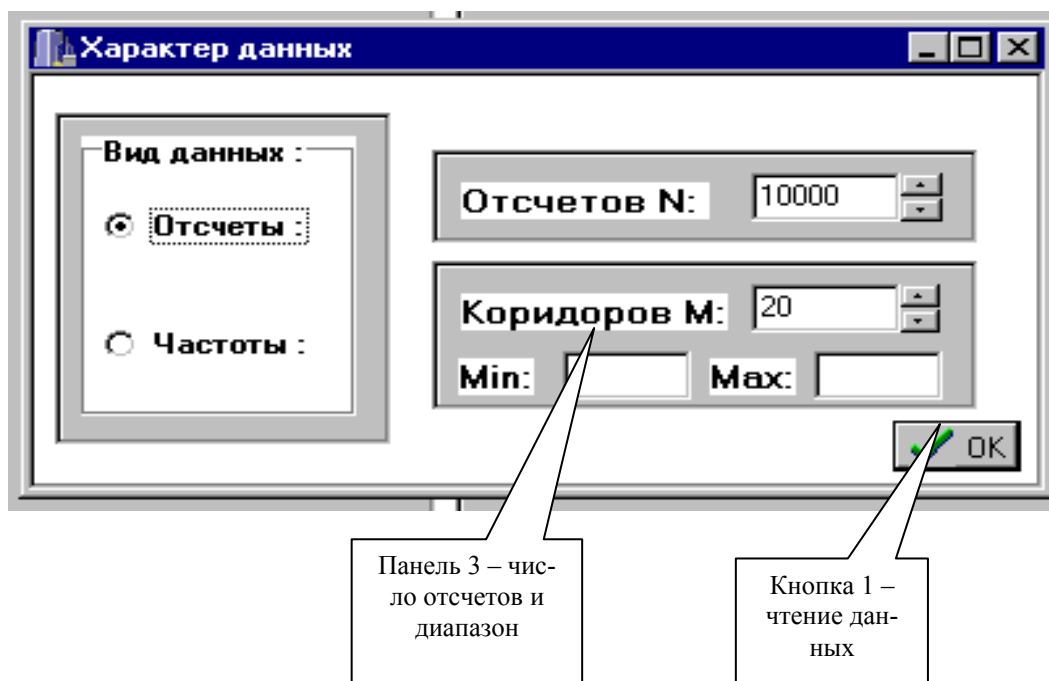 Характер данных
Вид данных :
Отсчеты :
Частоты :
Отсчетов N: 10000
Коридоров M: 20
Min: Max:
OK
Панель 3 – чис-
ло отсчетов и
диапазон
Кнопка 1 –
чтение дан-
ных